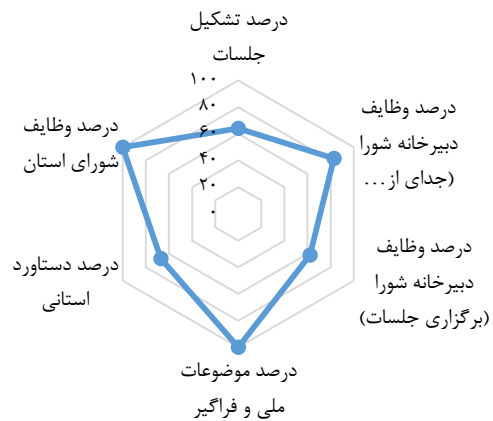 درصد تشکیل
جلسات
درصد وظایف
دبیرخانه شورا
(جدای از...
درصد وظایف
دبیرخانه شورا
(برگزاری جلسات)
درصد موضوعات
ملی و فراگیر
درصد دستاورد
استانی
درصد وظایف
شورای استان
۱۰۰
۸۰
۶۰
۴۰
۲۰
۰